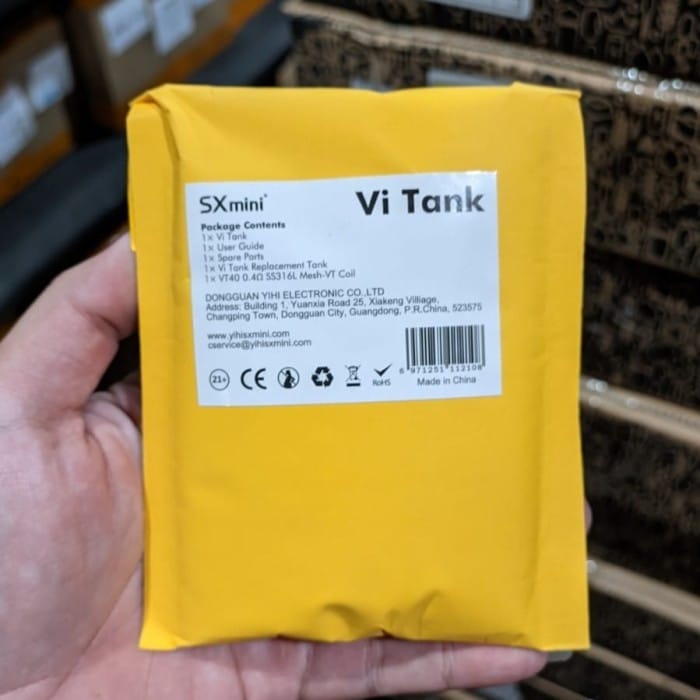 SXmini®
Vi Tank
Package Contents
1x Vi Tank
1x User Guide
1x Spare Parts
1x Vi Tank Replacement Tank
1x VT40 0.4Ω SS316L Mesh-VT Coil
DONGGUAN YIHI ELECTRONIC CO.,LTD
Address: Building 1, Yuanxia Road 25, Xiakeng Villiage,
Changping Town, Dongguan City, Guangdong, P.R.China, 523575
www.yihisxmini.com
cservice@yihisxmini.com
21+
CE
RoHS
6 971251 112108
Made in China